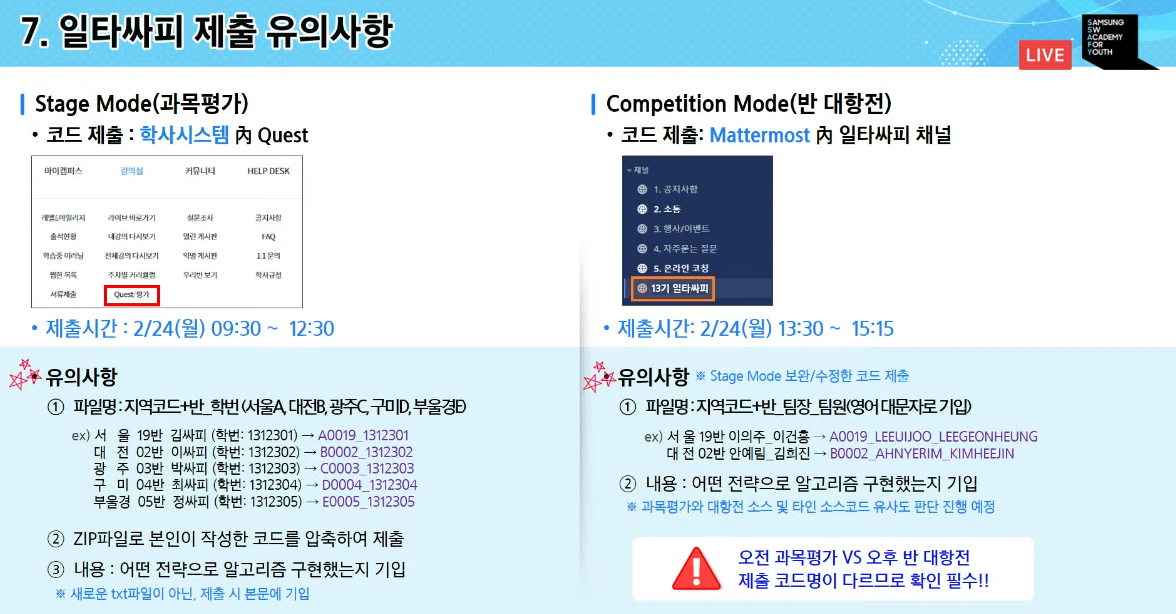 7. 일타싸피 제출 유의사항
LIVE
SAMSUNG
SW
ACADEMY
FOR
YOUTH
Stage Mode(과목평가)
• 코드 제출 : 학사시스템 內 Quest
마이캠퍼스 강의실 커뮤니티 HELP DESK
레벨&마일리지 라이브 바로가기 설문조사 공지사항
출석현황 내강의 다시보기 열린 게시판 FAQ
학습중 이러닝 전체강의 다시보기 익명 게시판 1:1 문의
찜한 목록 주차별 커리큘럼 우리반 보기 학사규정
서류제출 Quest/평가
• 제출시간 : 2/24(월) 09:30 ~ 12:30
유의사항
① 파일명 : 지역코드+반_학번 (서울A, 대전B, 광주C, 구미D, 부울경E)
ex) 서 울 19반 김싸피 (학번: 1312301) → A0019_1312301
대 전 02반 이싸피 (학번: 1312302) → B0002_1312302
광 주 03반 박싸피 (학번: 1312303) → C0003_1312303
구 미 04반 최싸피 (학번: 1312304) → D0004_1312304
부울경 05반 정싸피 (학번: 1312305) → E0005_1312305
② ZIP파일로 본인이 작성한 코드를 압축하여 제출
③ 내용 : 어떤 전략으로 알고리즘 구현했는지 기입
※ 새로운 txt파일이 아닌, 제출 시 본문에 기입
Competition Mode(반 대항전)
• 코드 제출: Mattermost 內 일타싸피 채널
채널
1. 공지사항
2. 소통
3. 행사/이벤트
4. 자주묻는 질문
5. 온라인 코칭
13기 일타싸피
• 제출시간: 2/24(월) 13:30 ~ 15:15
유의사항 ※ Stage Mode 보완/수정한 코드 제출
① 파일명 : 지역코드+반_팀장_팀원(영어 대문자로 기입)
ex) 서 울 19반 이의주_이건흥 → A0019_LEEUIJOO_LEEGEONHEUNG
대 전 02반 안예림_김희진 → B0002_AHNYERIM_KIMHEEJIN
② 내용 : 어떤 전략으로 알고리즘 구현했는지 기입
※ 과목평가와 대항전 소스 및 타인 소스코드 유사도 판단 진행 예정
오전 과목평가 VS 오후 반 대항전
제출 코드명이 다르므로 확인 필수!!